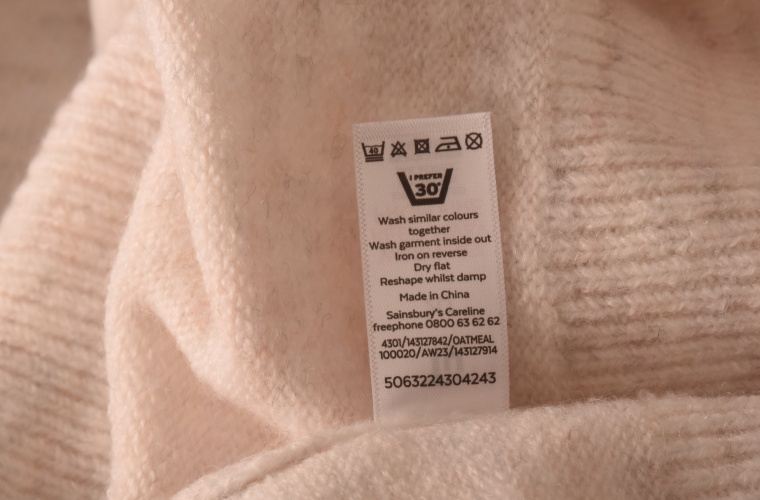 40
I PREFER
30°
Wash similar colours
together
Wash garment inside out
Iron on reverse
Dry flat
Reshape whilst damp
Made in China
Sainsbury's Careline
freephone 0800 63 62 62
4301/143127842/OATMEAL
100020/AW23/143127914
5063224304243